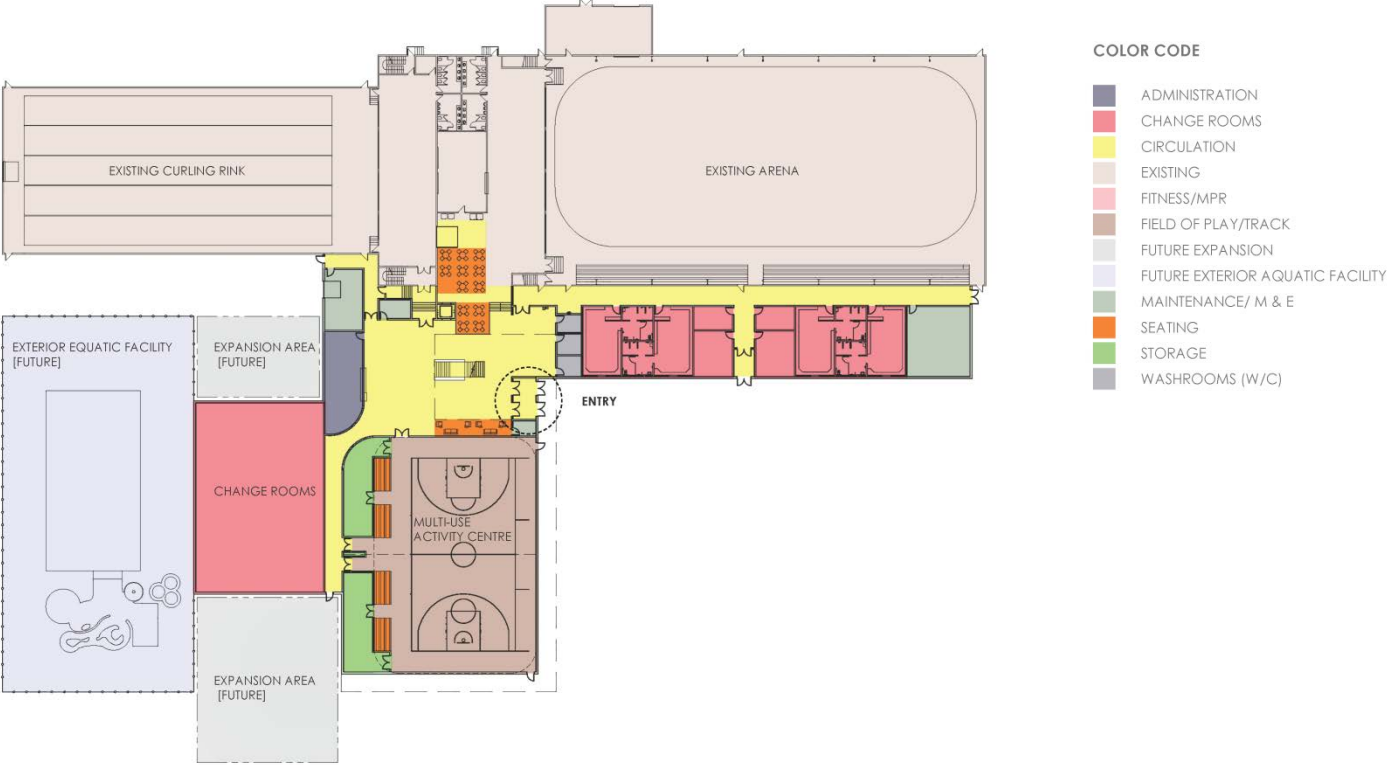 COLOR CODE
ADMINISTRATION
CHANGE ROOMS
CIRCULATION
EXISTING
FITNESS/MPR
FIELD OF PLAY/TRACK
FUTURE EXPANSION
FUTURE EXTERIOR AQUATIC FACILITY
MAINTENANCE/ M & E
SEATING
STORAGE
WASHROOMS (W/C)
EXISTING CURLING RINK
EXISTING ARENA
EXTERIOR EQUATIC FACILITY
[FUTURE]
EXPANSION AREA
[FUTURE]
ENTRY
CHANGE ROOMS
MULTI-USE
ACTIVITY CENTRE
EXPANSION AREA
[FUTURE]